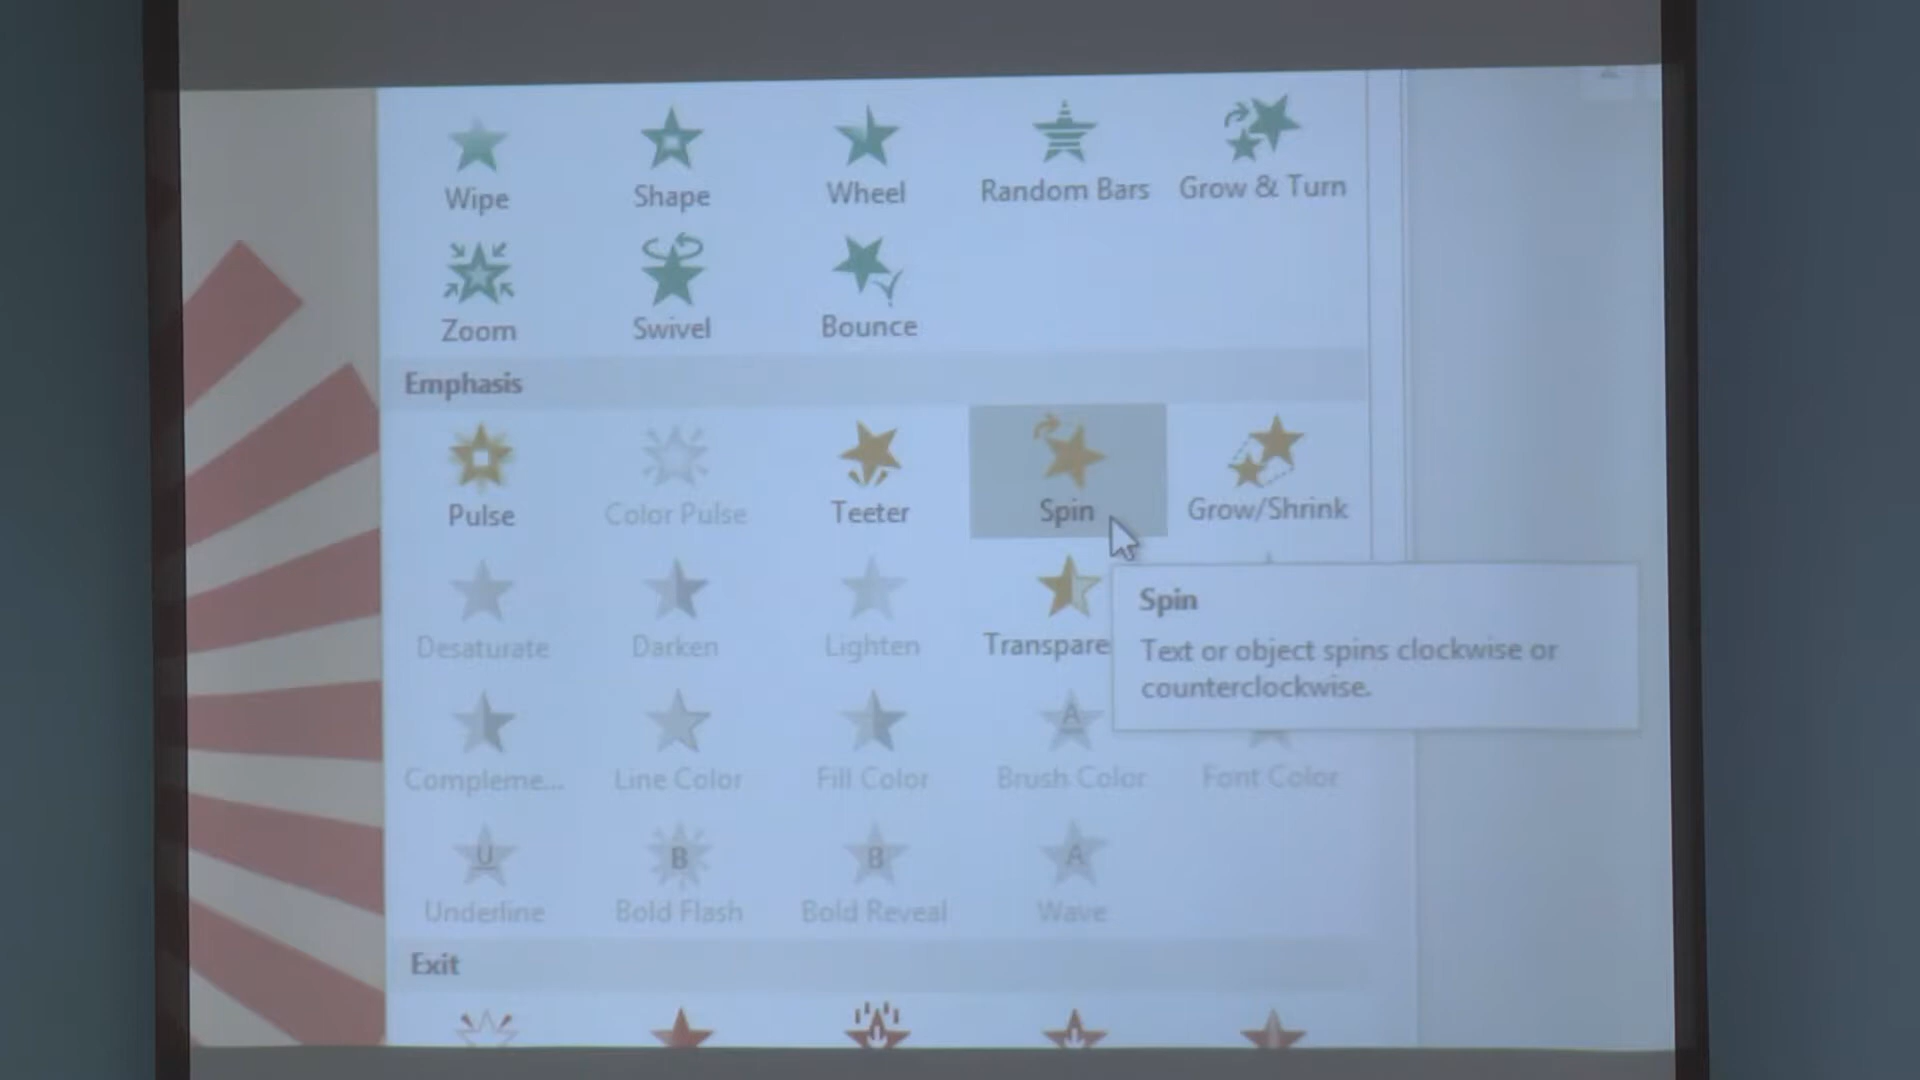 Wipe
Shape
Wheel
Random Bars
Grow & Turn
Zoom
Swivel
Bounce
Emphasis
Pulse
Color Pulse
Teeter
Spin
Grow/Shrink
Desaturate
Darken
Lighten
Transpare
Spin
Text or object spins clockwise or
counterclockwise.
Compleme...
Line Color
Fill Color
A
Brush Color
Font Color
U
Underline
B
Bold Flash
B
Bold Reveal
A
Wave
Exit